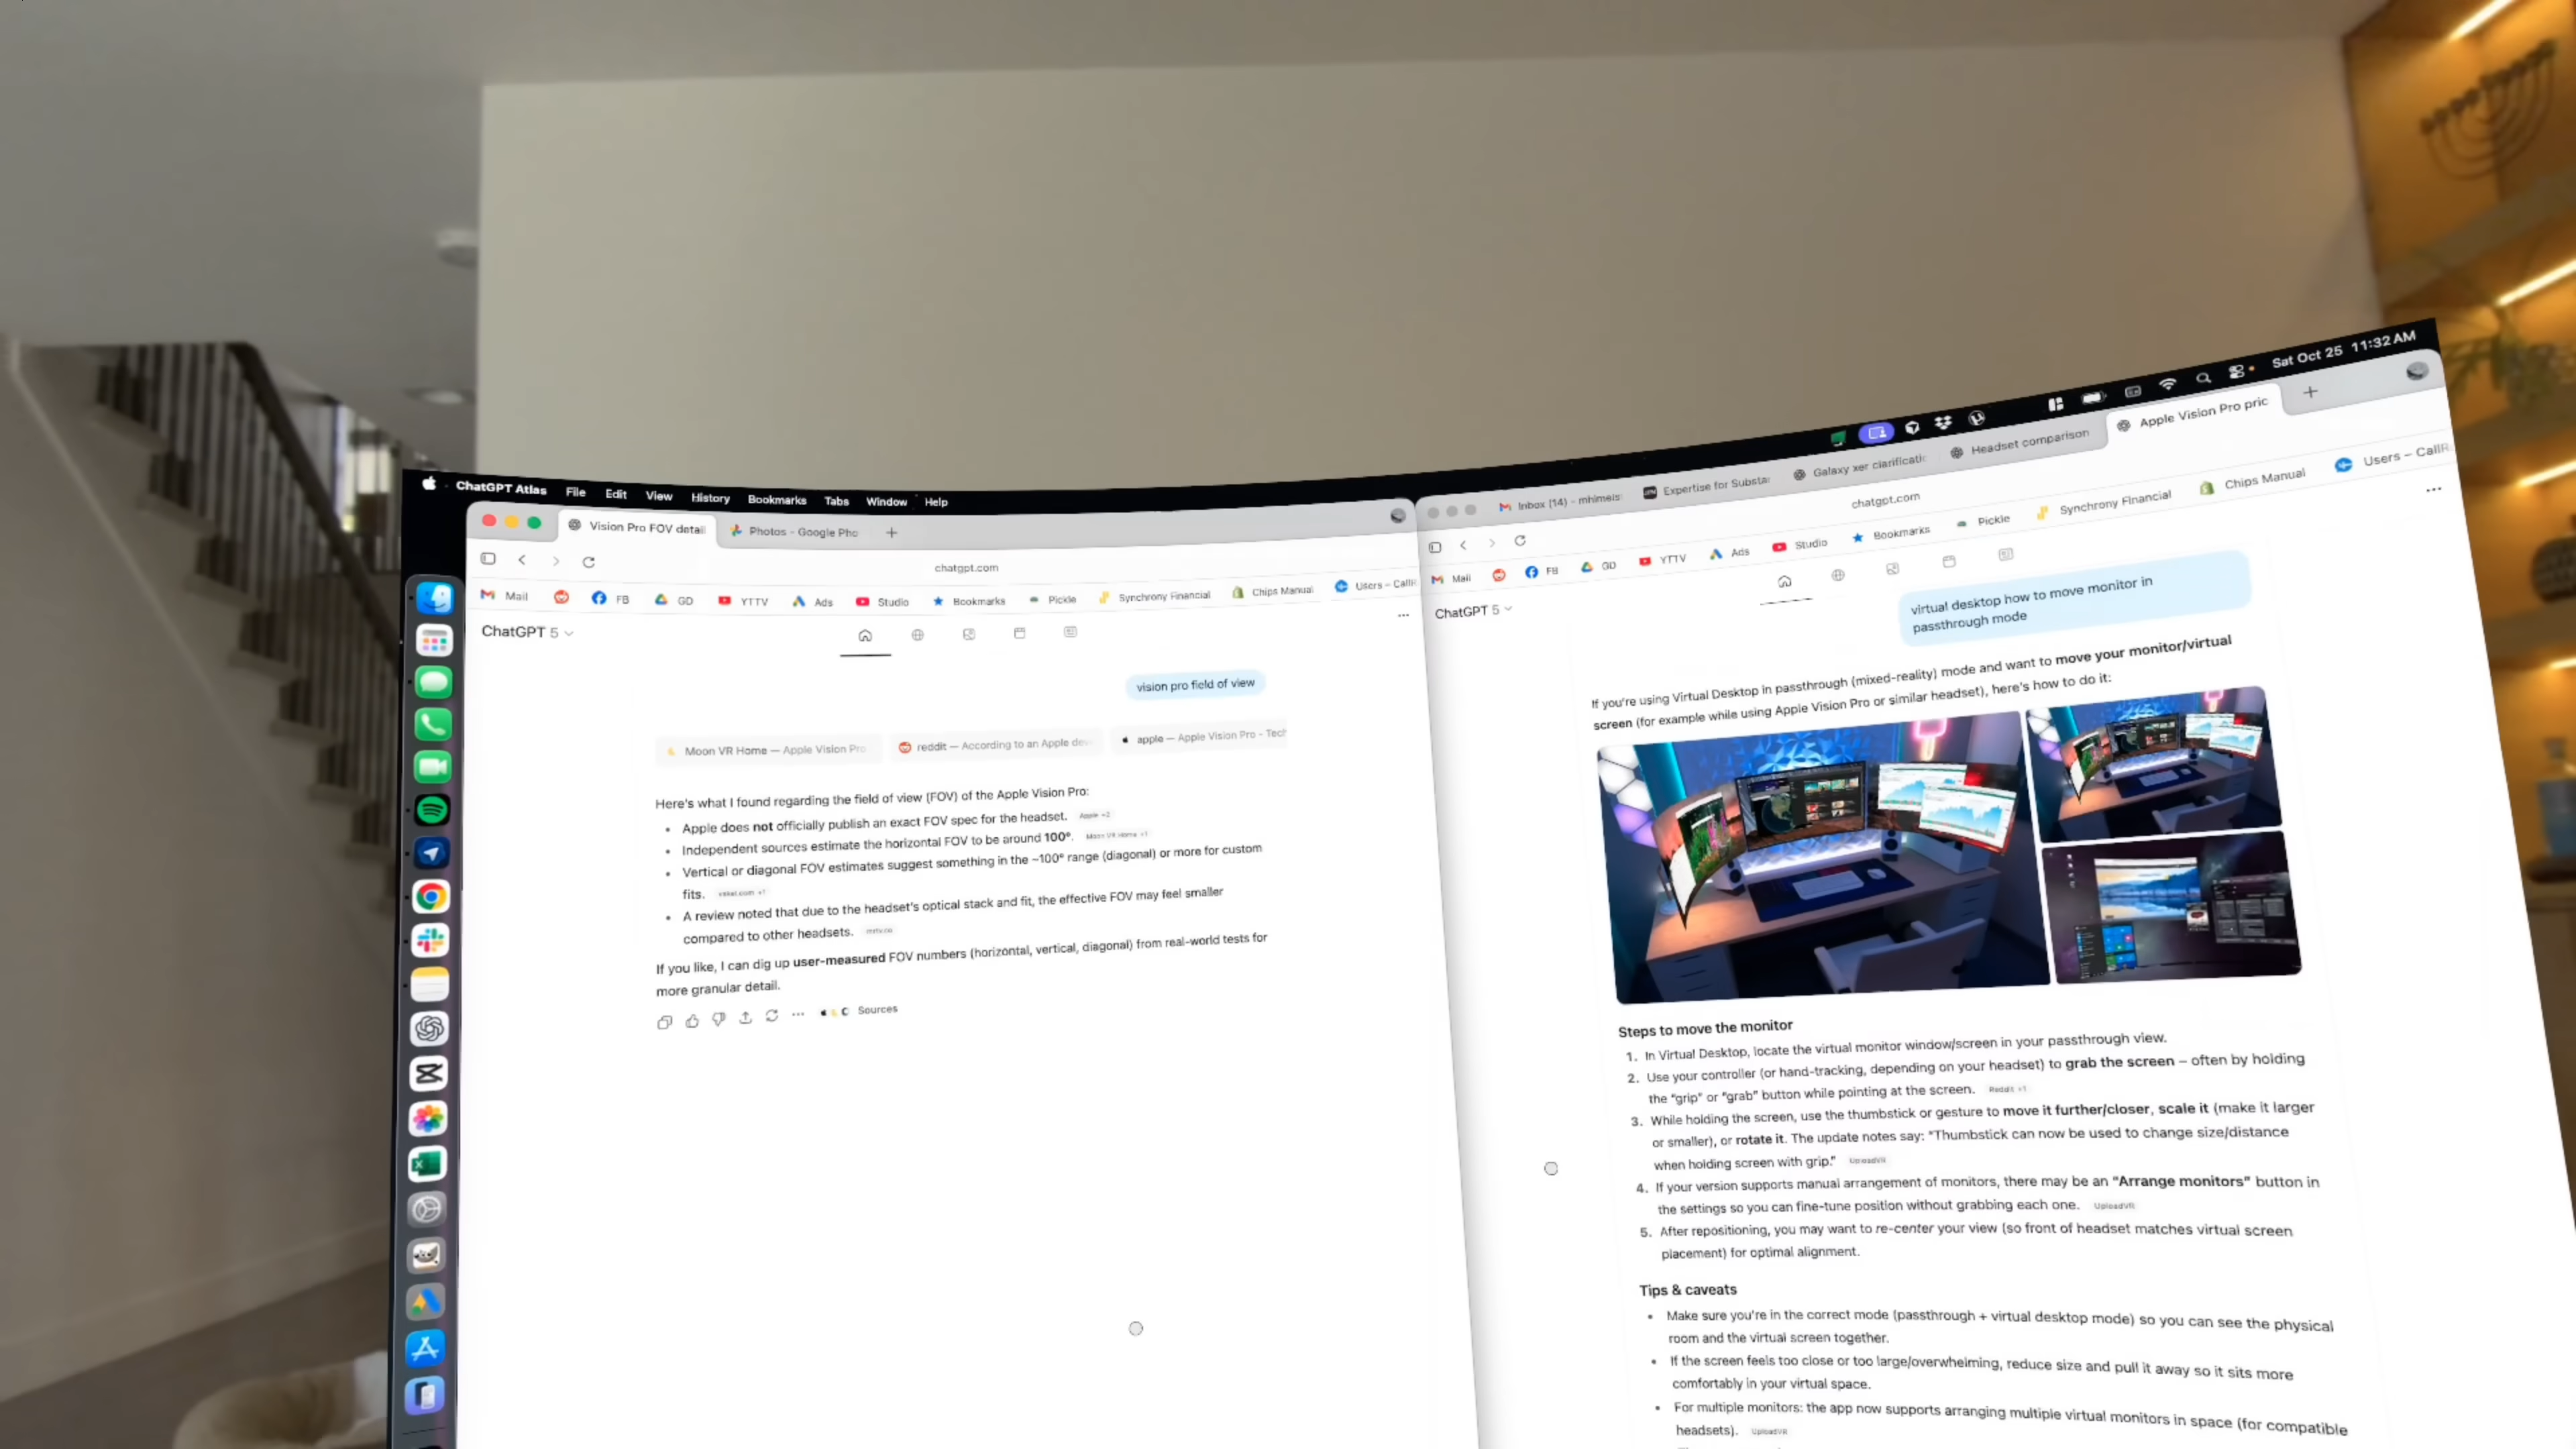 ChatGPT Atlas File Edit View History Bookmarks Tabs Window Help
Sat Oct 25 11:32 AM
Vision Pro FOV detail
Photos - Google Pho
chatgpt.com
Mail FB GD YTTV Ads Studio Bookmarks Pickle Synchrony Financial Chips Manual Users – CallR
ChatGPT 5
vision pro field of view
Moon VR Home — Apple Vision Pro
reddit — According to an Apple dev
apple — Apple Vision Pro - Tech
Here's what I found regarding the field of view (FOV) of the Apple Vision Pro:
• Apple does not officially publish an exact FOV spec for the headset. Apple +2
• Independent sources estimate the horizontal FOV to be around 100°. Moon VR Home +1
• Vertical or diagonal FOV estimates suggest something in the ~100° range (diagonal) or more for custom
fits.
• A review noted that due to the headset's optical stack and fit, the effective FOV may feel smaller
compared to other headsets.
If you like, I can dig up user-measured FOV numbers (horizontal, vertical, diagonal) from real-world tests for
more granular detail.
Sources
Inbox (14) - mhlmeis
Expertise for Substa
Galaxy xer clarificati
Headset comparison
Apple Vision Pro pric
chatgpt.com
Mail FB GD YTTV Ads Studio Bookmarks Pickle Synchrony Financial Chips Manual Users – CallR
ChatGPT 5
virtual desktop how to move monitor in
passthrough mode
If you're using Virtual Desktop in passthrough (mixed-reality) mode and want to move your monitor/virtual
screen (for example while using Apple Vision Pro or similar headset), here's how to do it:
Steps to move the monitor
1. In Virtual Desktop, locate the virtual monitor window/screen in your passthrough view.
2. Use your controller (or hand-tracking, depending on your headset) to grab the screen – often by holding
the "grip" or "grab" button while pointing at the screen. Reddit +1
3. While holding the screen, use the thumbstick or gesture to move it further/closer, scale it (make it larger
or smaller), or rotate it. The update notes say: "Thumbstick can now be used to change size/distance
when holding screen with grip." UploadVR
4. If your version supports manual arrangement of monitors, there may be an "Arrange monitors" button in
the settings so you can fine-tune position without grabbing each one. UploadVR
5. After repositioning, you may want to re-center your view (so front of headset matches virtual screen
placement) for optimal alignment.
Tips & caveats
• Make sure you're in the correct mode (passthrough + virtual desktop mode) so you can see the physical
room and the virtual screen together.
• If the screen feels too close or too large/overwhelming, reduce size and pull it away so it sits more
comfortably in your virtual space.
• For multiple monitors: the app now supports arranging multiple virtual monitors in space (for compatible
headsets). UploadVR